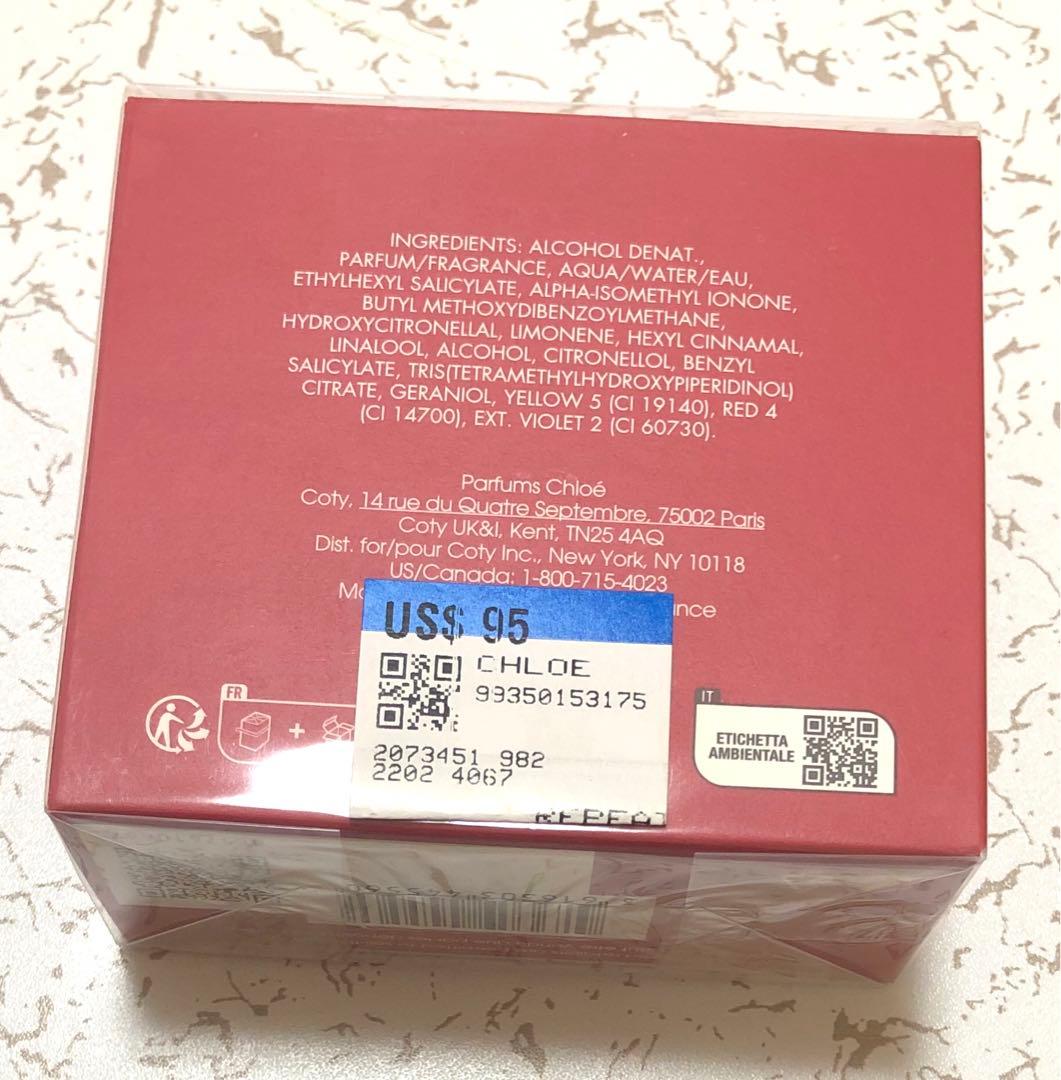 INGREDIENTS: ALCOHOL DENAT.,
PARFUM/FRAGRANCE, AQUA/WATER/EAU,
ETHYLHEXYL SALICYLATE, ALPHA-ISOMETHYL IONONE,
BUTYL METHOXYDIBENZOYLMETHANE,
HYDROXYCITRONELLAL, LIMONENE, HEXYL CINNAMAL,
LINALOOL, ALCOHOL, CITRONELLOL, BENZYL
SALICYLATE, TRIS(TETRAMETHYLHYDROXYPIPERIDINOL)
CITRATE, GERANIOL, YELLOW 5 (CI 19140), RED 4
(CI 14700), EXT. VIOLET 2 (CI 60730).
Parfums Chloé
Coty, 14 rue du Quatre Septembre, 75002 Paris
Coty UK&I, Kent, TN25 4AQ
Dist. for/pour Coty Inc., New York, NY 10118
US/Canada: 1-800-715-4023
US$ 95
CHLOE
99350153175
2073451 982
2202 4067
FR
+
IT
ETICHETTA
AMBIENTALE